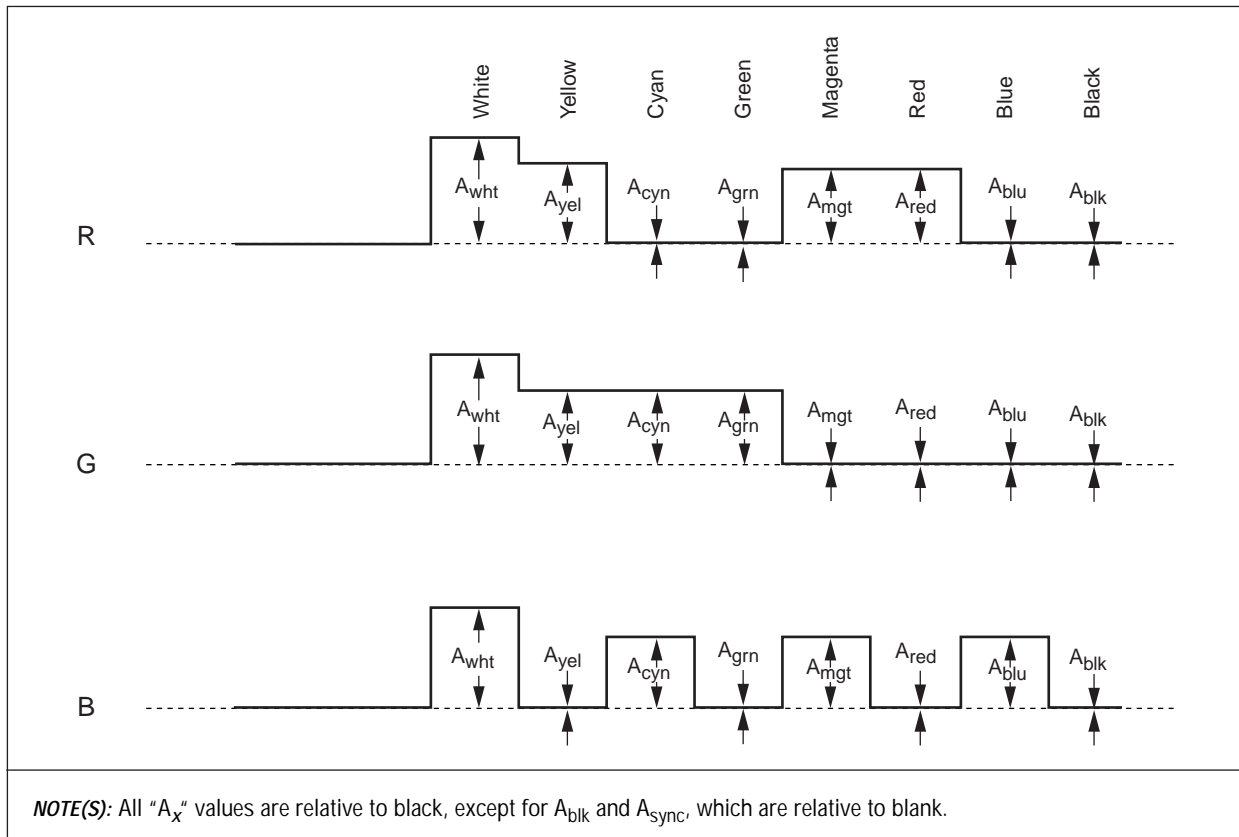 White Yellow Cyan Green Magenta Red Blue Black
Awht Ayel Acyn Agrn Amgt Ared Ablu Ablk
R
Awht Ayel Acyn Agrn Amgt Ared Ablu Ablk
G
Awht Ayel Acyn Agrn Amgt Ared Ablu Ablk
B
NOTE(S): All "Ax" values are relative to black, except for Ablk and Async, which are relative to blank.